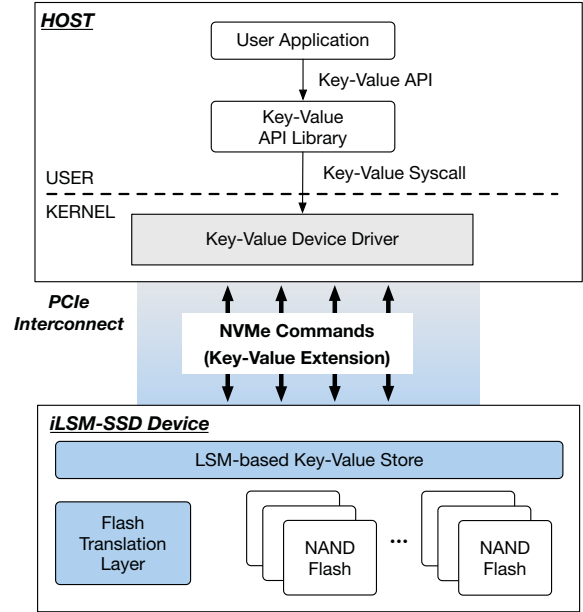 HOST
User Application
Key-Value API
Key-Value
API Library
Key-Value Syscall
USER
KERNEL
Key-Value Device Driver
PCIe
Interconnect
NVMe Commands
(Key-Value Extension)
iLSM-SSD Device
LSM-based Key-Value Store
Flash
Translation
Layer
NAND
Flash
...
NAND
Flash